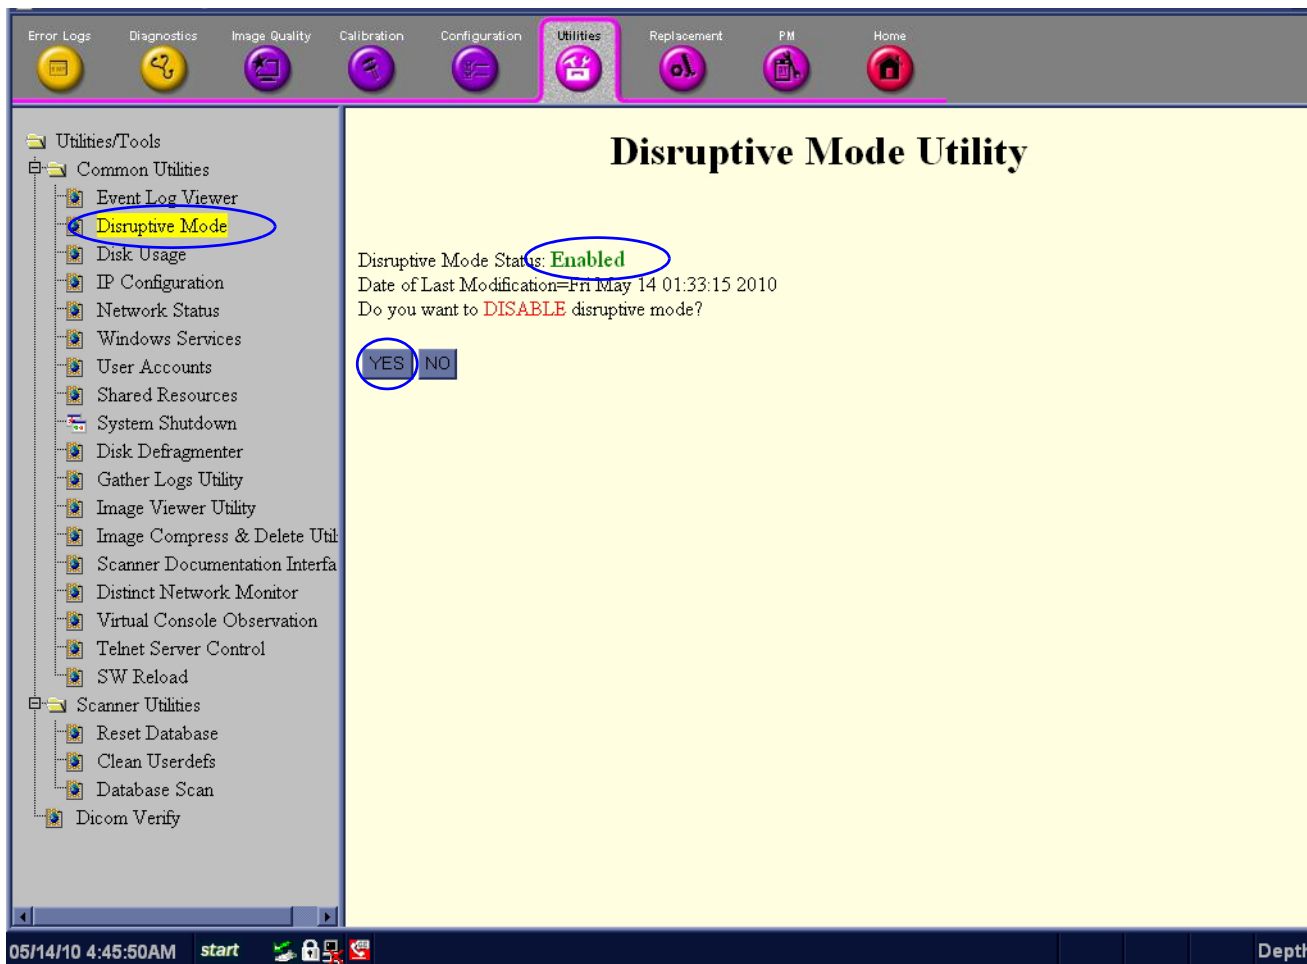 Error Logs
Diagnostics
Image Quality
Calibration
Configuration
Utilities
Replacement
PM
Home
Utilities/Tools
Common Utilities
Event Log Viewer
Disruptive Mode
Disk Usage
IP Configuration
Network Status
Windows Services
User Accounts
Shared Resources
System Shutdown
Disk Defragmenter
Gather Logs Utility
Image Viewer Utility
Image Compress & Delete Util
Scanner Documentation Interfa
Distinct Network Monitor
Virtual Console Observation
Telnet Server Control
SW Reload
Scanner Utilities
Reset Database
Clean Userdefs
Database Scan
Dicom Verify
Disruptive Mode Utility
Disruptive Mode Status: Enabled
Date of Last Modification=Fri May 14 01:33:15 2010
Do you want to DISABLE disruptive mode?
YES NO
05/14/10 4:45:50AM start Depth